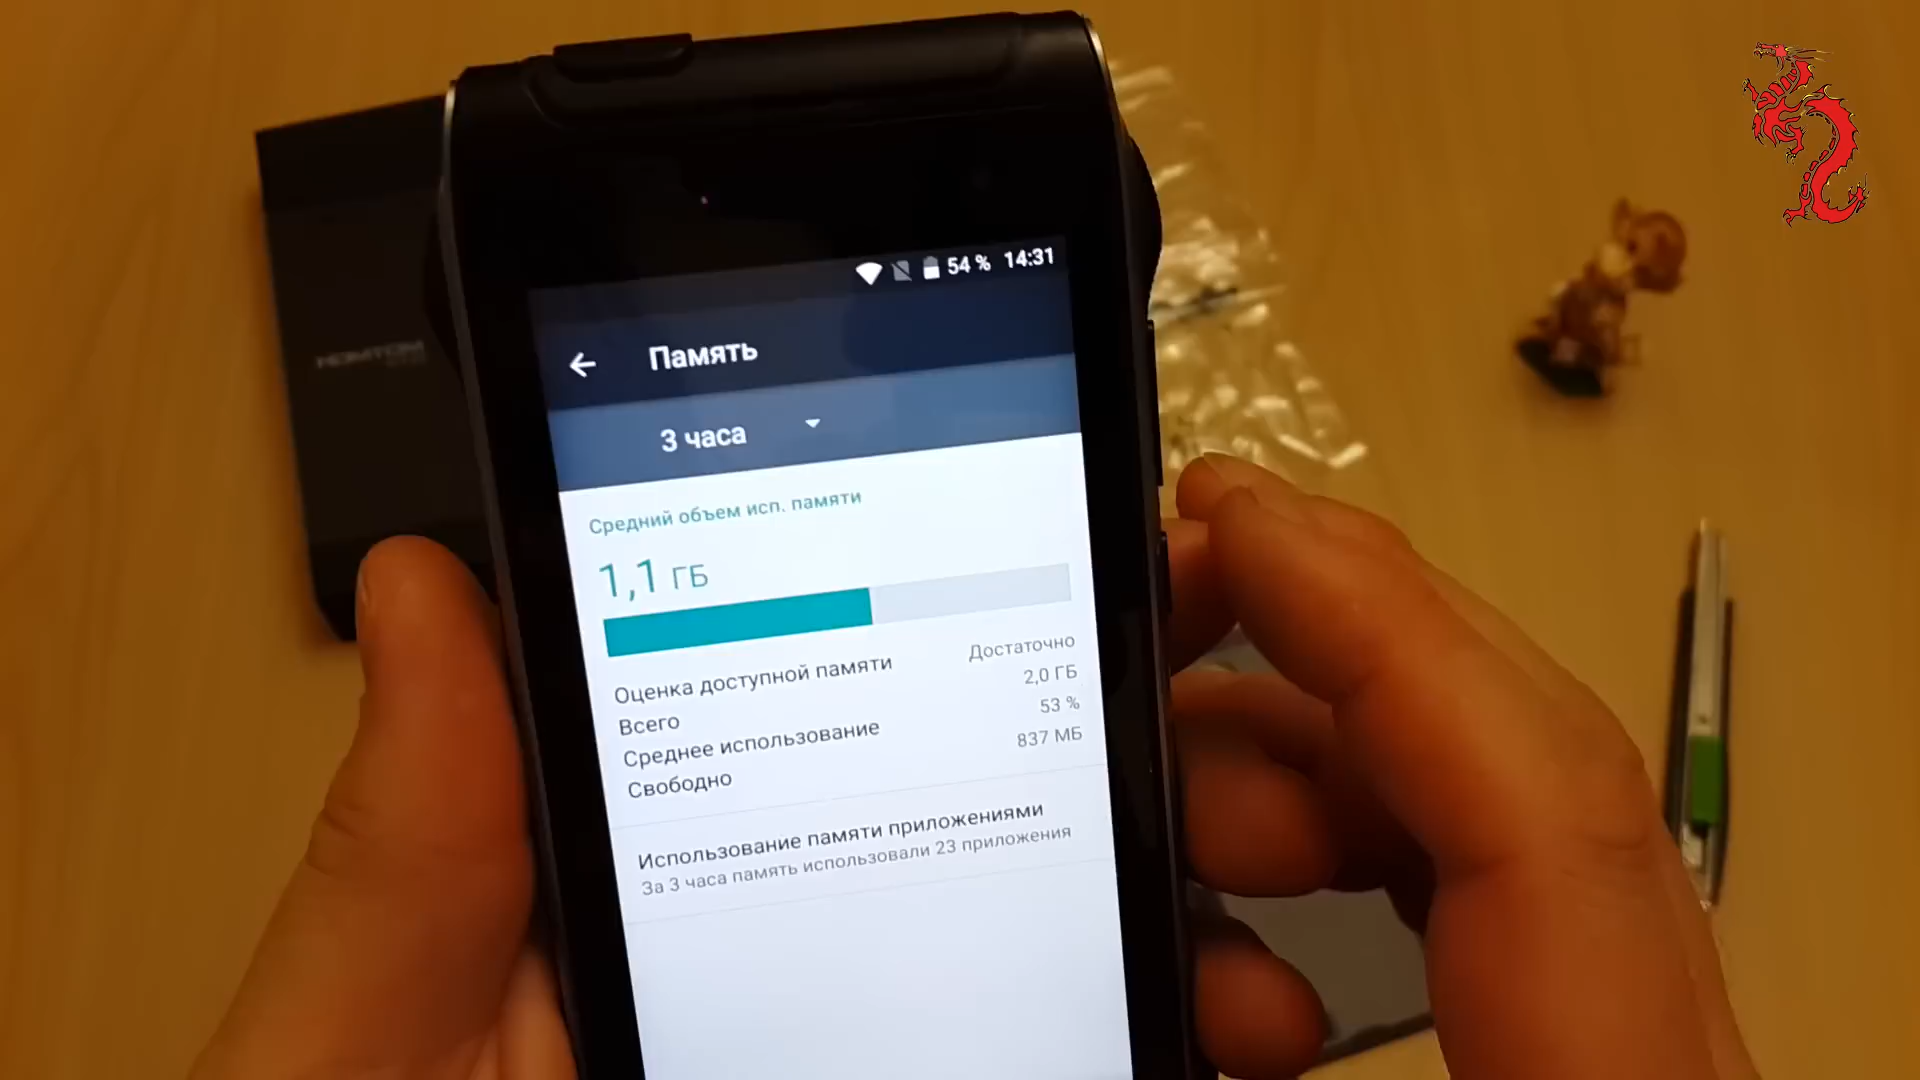 54 % 14:31
Память
3 часа
Средний объем исп. памяти
1,1 ГБ
Оценка доступной памяти Достаточно
Всего 2,0 ГБ
Среднее использование 53 %
Свободно 837 МБ
Использование памяти приложениями
За 3 часа память использовали 23 приложения
HOMTOM